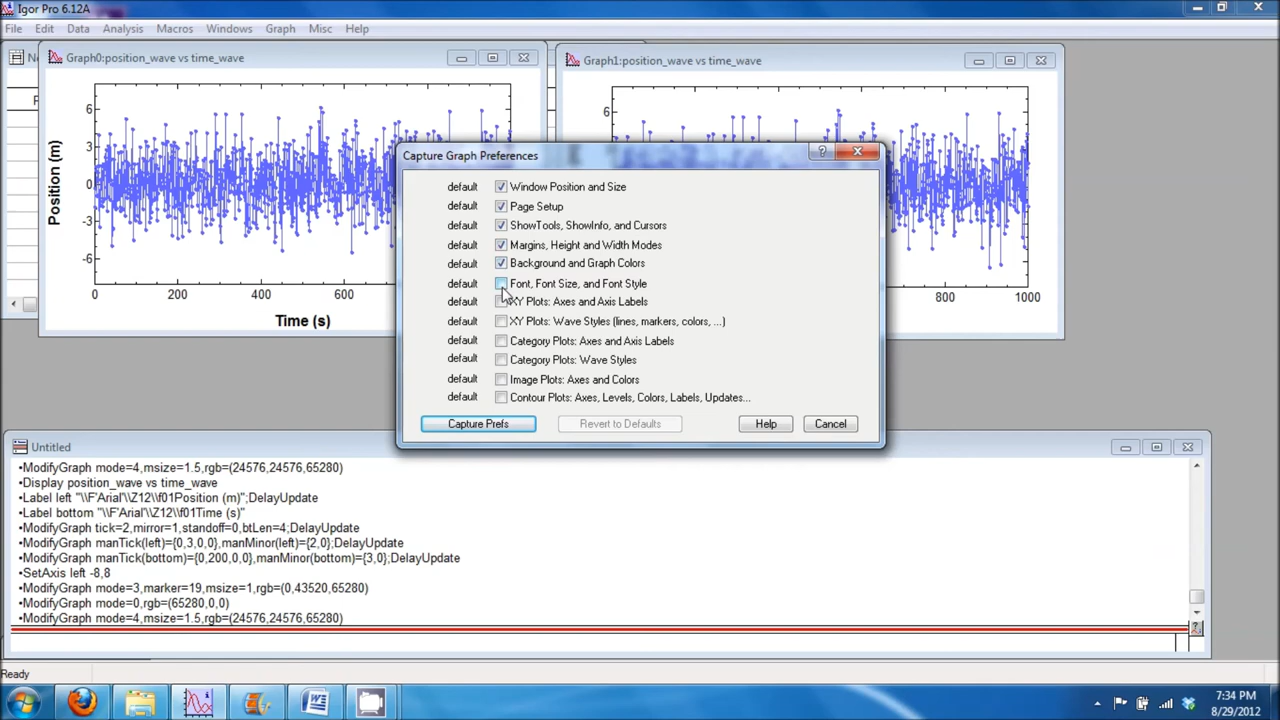 Igor Pro 6.12A
File Edit Data Analysis Macros Windows Graph Misc Help
Graph0:position_wave vs time_wave
Graph1:position_wave vs time_wave
6
3
0
-3
-6
Position (m)
0 200 400 600
Time (s)
6
800 1000
Capture Graph Preferences
default Window Position and Size
default Page Setup
default ShowTools, ShowInfo, and Cursors
default Margins, Height and Width Modes
default Background and Graph Colors
default Font, Font Size, and Font Style
default XY Plots: Axes and Axis Labels
default XY Plots: Wave Styles (lines, markers, colors, ...)
default Category Plots: Axes and Axis Labels
default Category Plots: Wave Styles
default Image Plots: Axes and Colors
default Contour Plots: Axes, Levels, Colors, Labels, Updates...
Capture Prefs Revert to Defaults Help Cancel
Untitled
•ModifyGraph mode=4,msize=1.5,rgb=(24576,24576,65280)
•Display position_wave vs time_wave
•Label left "\\F'Arial'\\Z12\\f01Position (m)";DelayUpdate
•Label bottom "\\F'Arial'\\Z12\\f01Time (s)"
•ModifyGraph tick=2,mirror=1,standoff=0,btLen=4;DelayUpdate
•ModifyGraph manTick(left)={0,3,0,0},manMinor(left)={2,0};DelayUpdate
•ModifyGraph manTick(bottom)={0,200,0,0},manMinor(bottom)={3,0};DelayUpdate
•SetAxis left -8,8
•ModifyGraph mode=3,marker=19,msize=1,rgb=(0,43520,65280)
•ModifyGraph mode=0,rgb=(65280,0,0)
•ModifyGraph mode=4,msize=1.5,rgb=(24576,24576,65280)
Ready
7:34 PM
8/29/2012